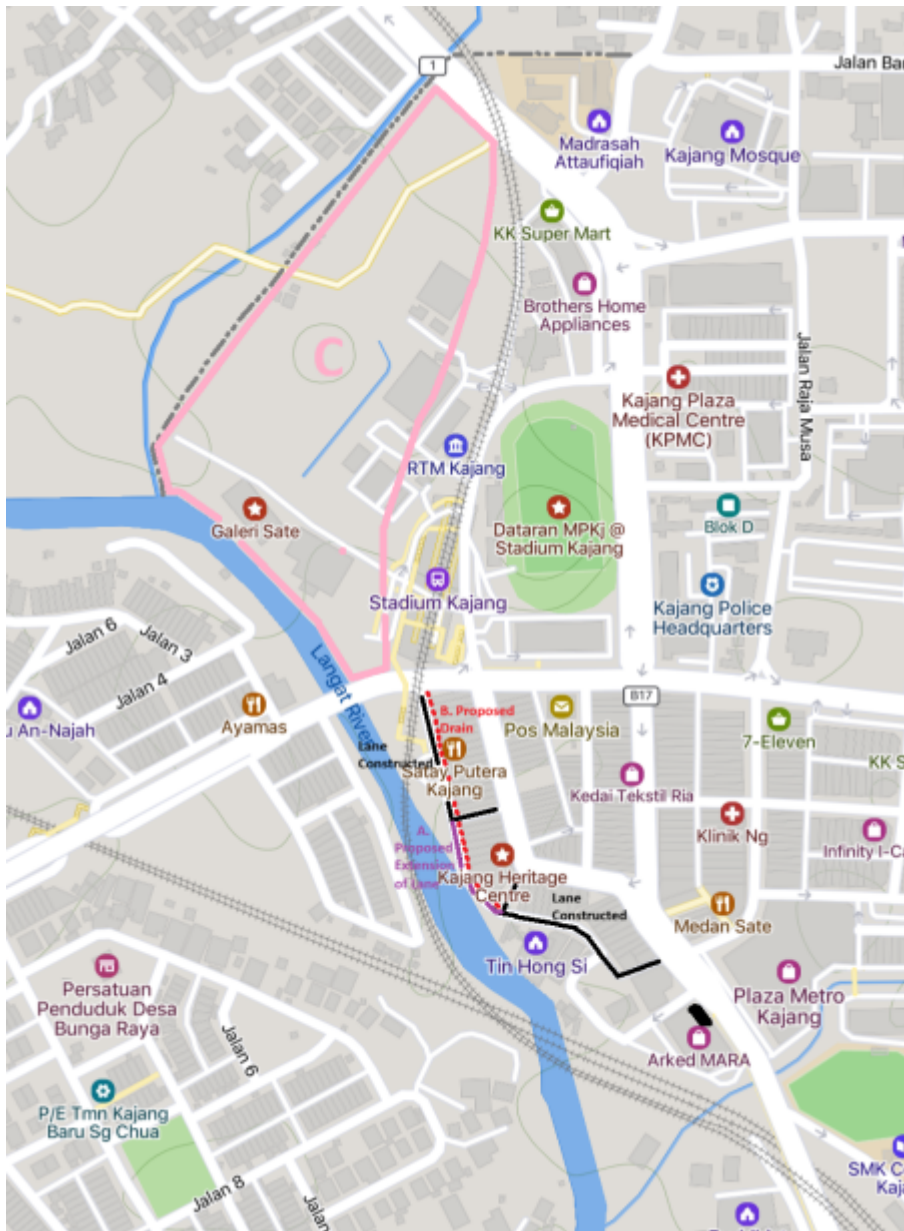 1
Jalan Bar
Madrasah
Attaufiqiah
Kajang Mosque
KK Super Mart
Brothers Home
Appliances
Jalan Raja Musa
C
Kajang Plaza
Medical Centre
(KPMC)
RTM Kajang
Galeri Sate
Dataran MPKj @
Stadium Kajang
Blok D
Stadium Kajang
Kajang Police
Headquarters
Jalan 6
Jalan 3
Jalan 4
Langat River
B17
u An-Najah
Ayamas
B. Proposed
Drain
Pos Malaysia
7-Eleven
Lane
Constructed
Satay Putera
Kajang
KK S
Kedai Tekstil Ria
A.
Proposed
Extension
of Lane
Klinik Ng
Infinity I-Ca
Kajang Heritage
Centre
Lane
Constructed
Medan Sate
Tin Hong Si
Persatuan
Penduduk Desa
Bunga Raya
Plaza Metro
Kajang
Jalan 6
Arked MARA
P/E Tmn Kajang
Baru Sg Chua
Jalan 8
Jalan
SMK C
Kaja